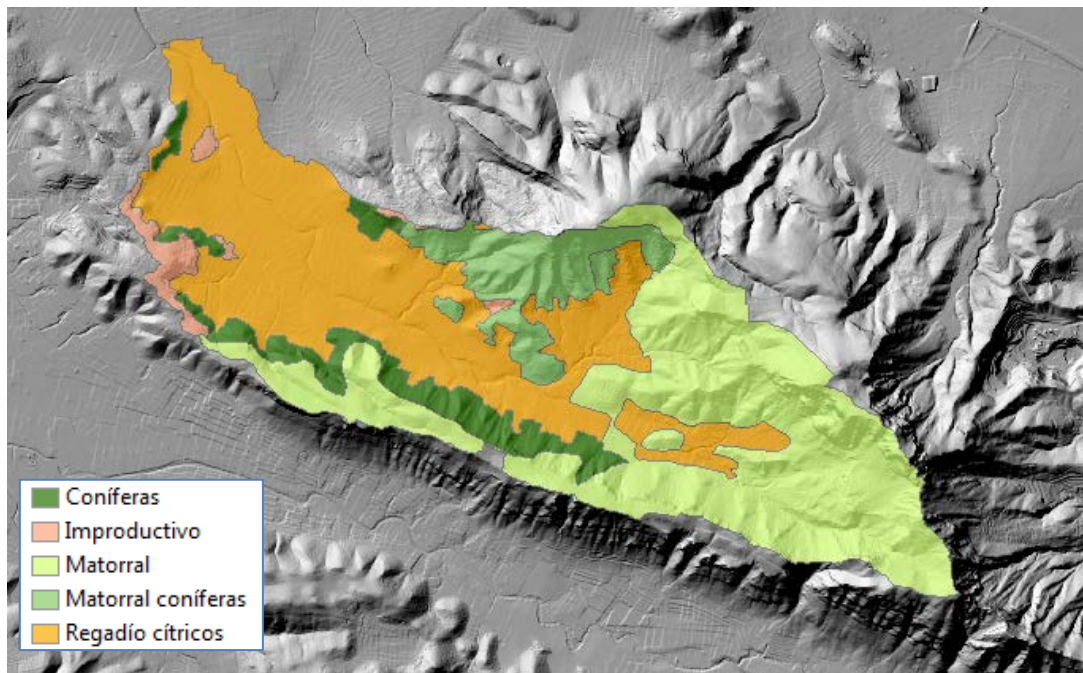 Coníferas
Improductivo
Matorral
Matorral coníferas
Regadío cítricos